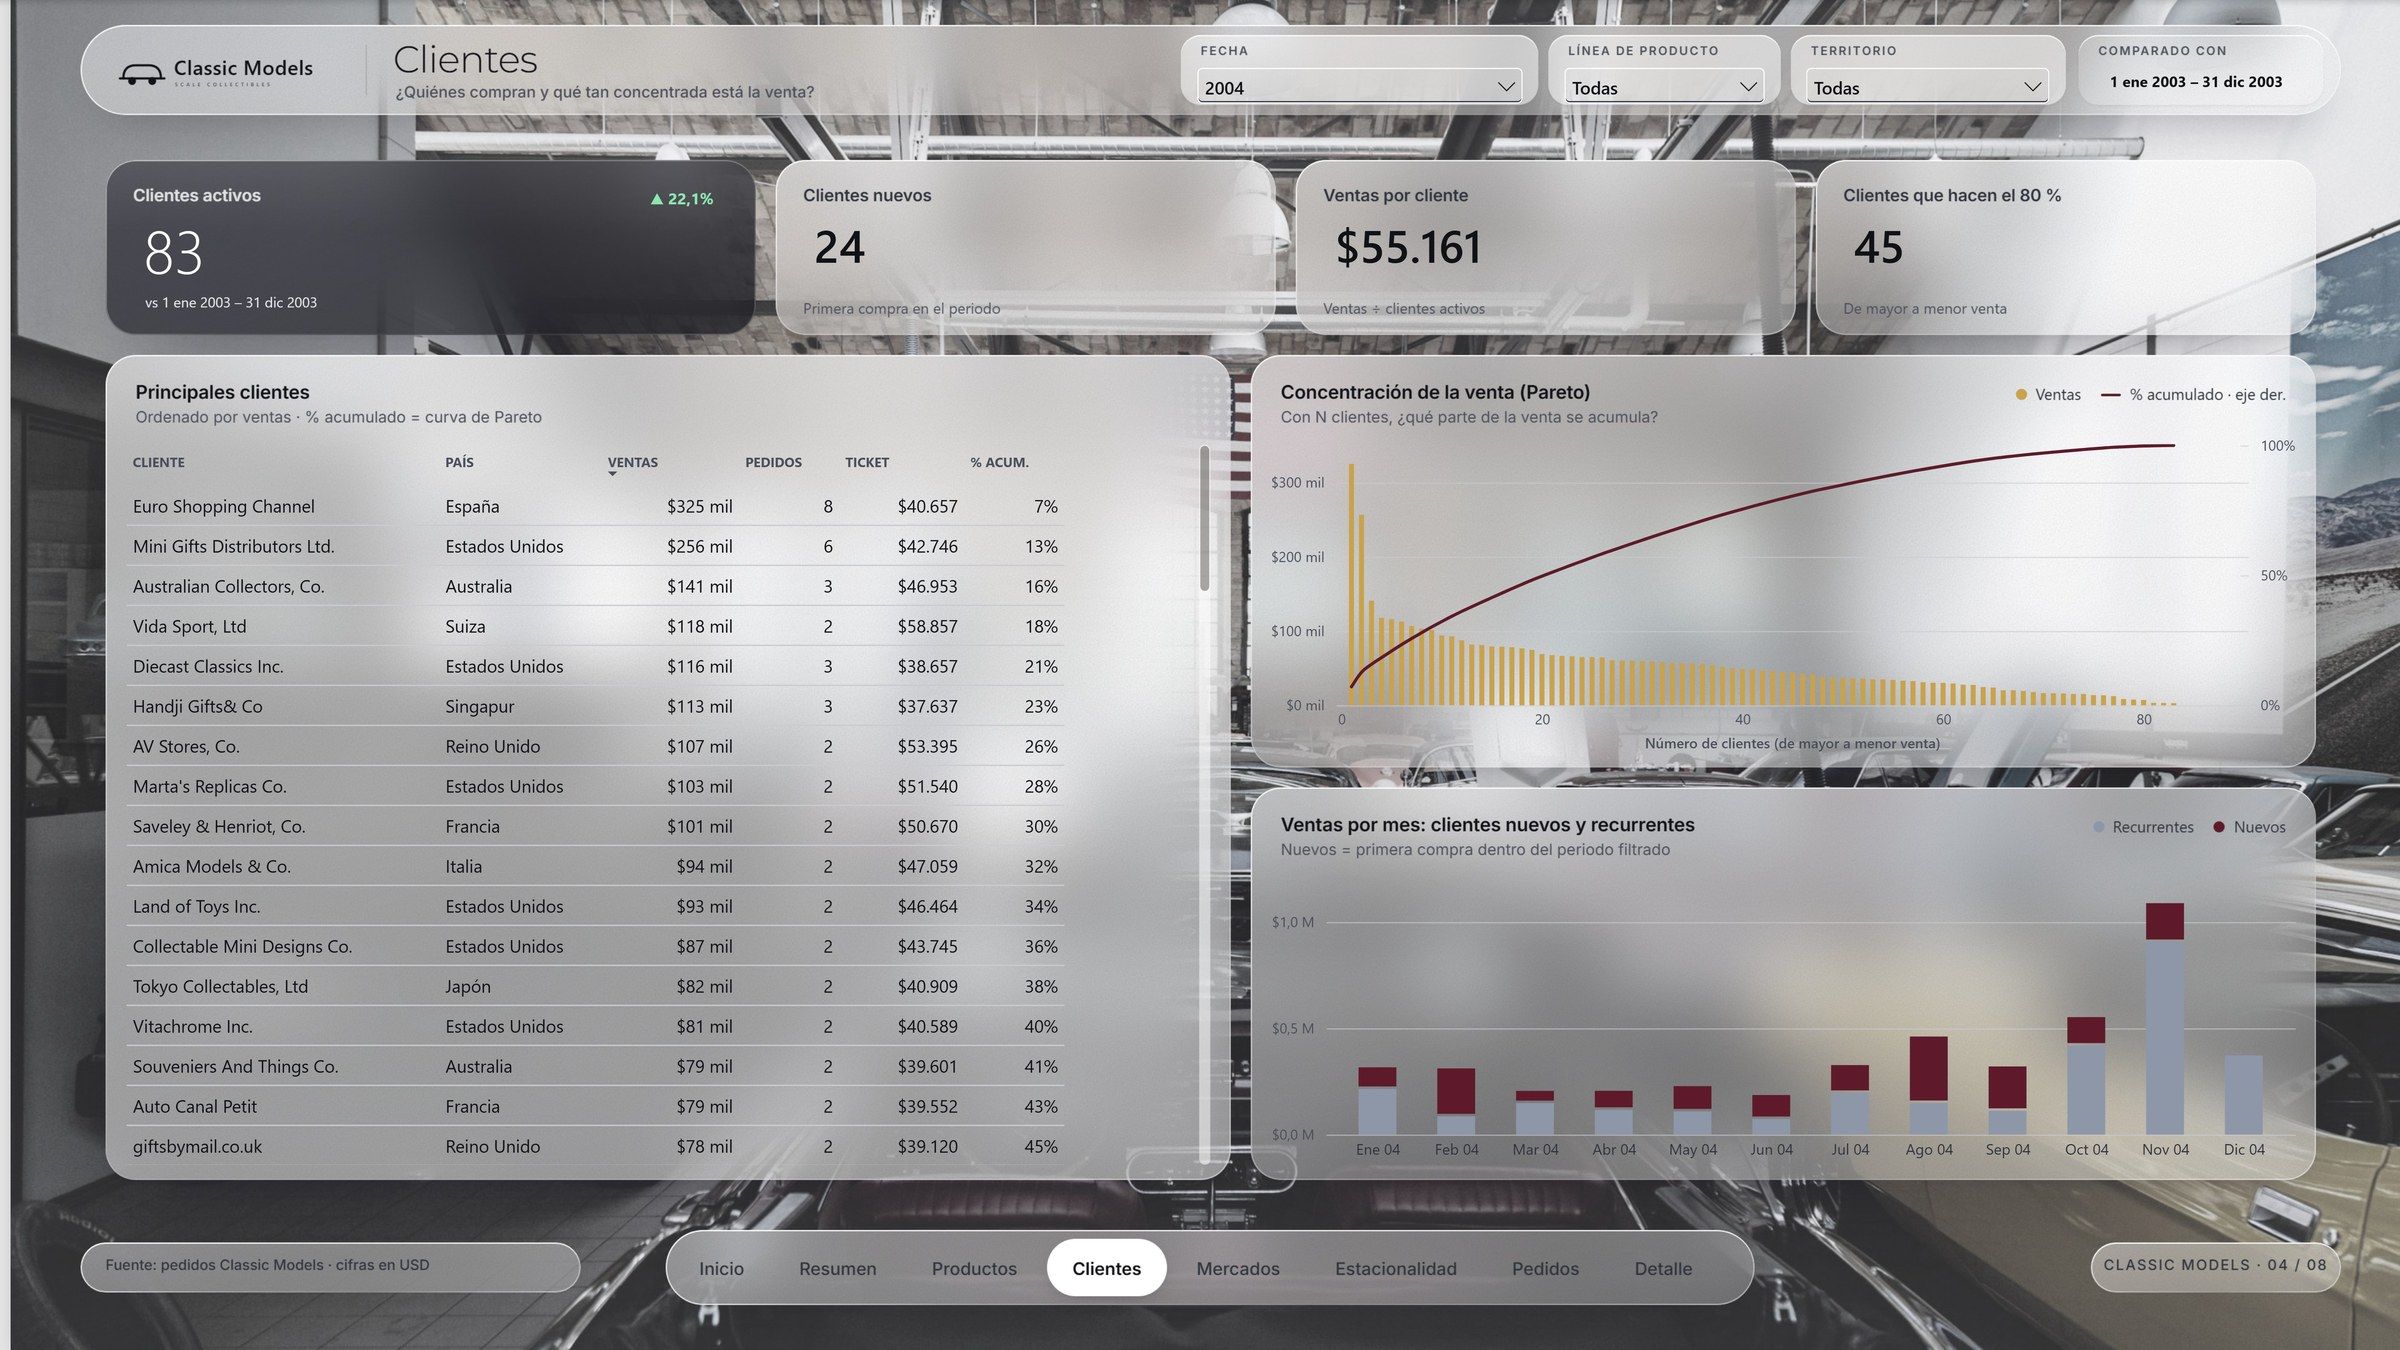 Classic Models
SCALE COLLECTIBLES
Clientes
¿Quiénes compran y qué tan concentrada está la venta?
FECHA
2004
LÍNEA DE PRODUCTO
Todas
TERRITORIO
Todas
COMPARADO CON
1 ene 2003 – 31 dic 2003
Clientes activos
▲ 22,1%
83
vs 1 ene 2003 – 31 dic 2003
Clientes nuevos
24
Primera compra en el periodo
Ventas por cliente
$55.161
Ventas ÷ clientes activos
Clientes que hacen el 80 %
45
De mayor a menor venta
Principales clientes
Ordenado por ventas · % acumulado = curva de Pareto
CLIENTE PAÍS VENTAS PEDIDOS TICKET % ACUM.
Euro Shopping Channel España $325 mil 8 $40.657 7%
Mini Gifts Distributors Ltd. Estados Unidos $256 mil 6 $42.746 13%
Australian Collectors, Co. Australia $141 mil 3 $46.953 16%
Vida Sport, Ltd Suiza $118 mil 2 $58.857 18%
Diecast Classics Inc. Estados Unidos $116 mil 3 $38.657 21%
Handji Gifts& Co Singapur $113 mil 3 $37.637 23%
AV Stores, Co. Reino Unido $107 mil 2 $53.395 26%
Marta's Replicas Co. Estados Unidos $103 mil 2 $51.540 28%
Saveley & Henriot, Co. Francia $101 mil 2 $50.670 30%
Amica Models & Co. Italia $94 mil 2 $47.059 32%
Land of Toys Inc. Estados Unidos $93 mil 2 $46.464 34%
Collectable Mini Designs Co. Estados Unidos $87 mil 2 $43.745 36%
Tokyo Collectables, Ltd Japón $82 mil 2 $40.909 38%
Vitachrome Inc. Estados Unidos $81 mil 2 $40.589 40%
Souveniers And Things Co. Australia $79 mil 2 $39.601 41%
Auto Canal Petit Francia $79 mil 2 $39.552 43%
giftsbymail.co.uk Reino Unido $78 mil 2 $39.120 45%
Concentración de la venta (Pareto)
Con N clientes, ¿qué parte de la venta se acumula?
Ventas % acumulado · eje der.
100%
$300 mil
$200 mil
50%
$100 mil
$0 mil 0%
0 20 40 60 80
Número de clientes (de mayor a menor venta)
Ventas por mes: clientes nuevos y recurrentes
Nuevos = primera compra dentro del periodo filtrado
Recurrentes Nuevos
$1,0 M
$0,5 M
$0,0 M
Ene 04 Feb 04 Mar 04 Abr 04 May 04 Jun 04 Jul 04 Ago 04 Sep 04 Oct 04 Nov 04 Dic 04
Fuente: pedidos Classic Models · cifras en USD
Inicio Resumen Productos Clientes Mercados Estacionalidad Pedidos Detalle
CLASSIC MODELS · 04 / 08